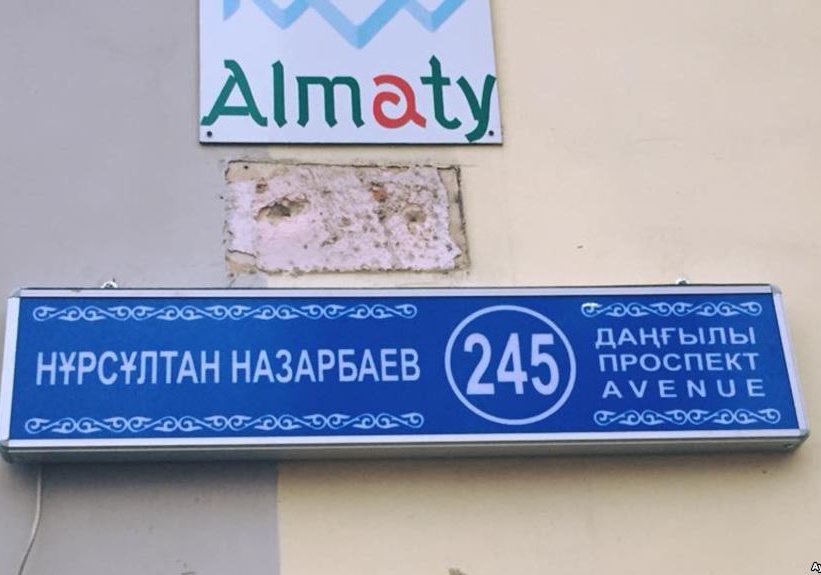 Almaty
НҰРСҰЛТАН НАЗАРБАЕВ
245
ДАҢҒЫЛЫ
ПРОСПЕКТ
AVENUE